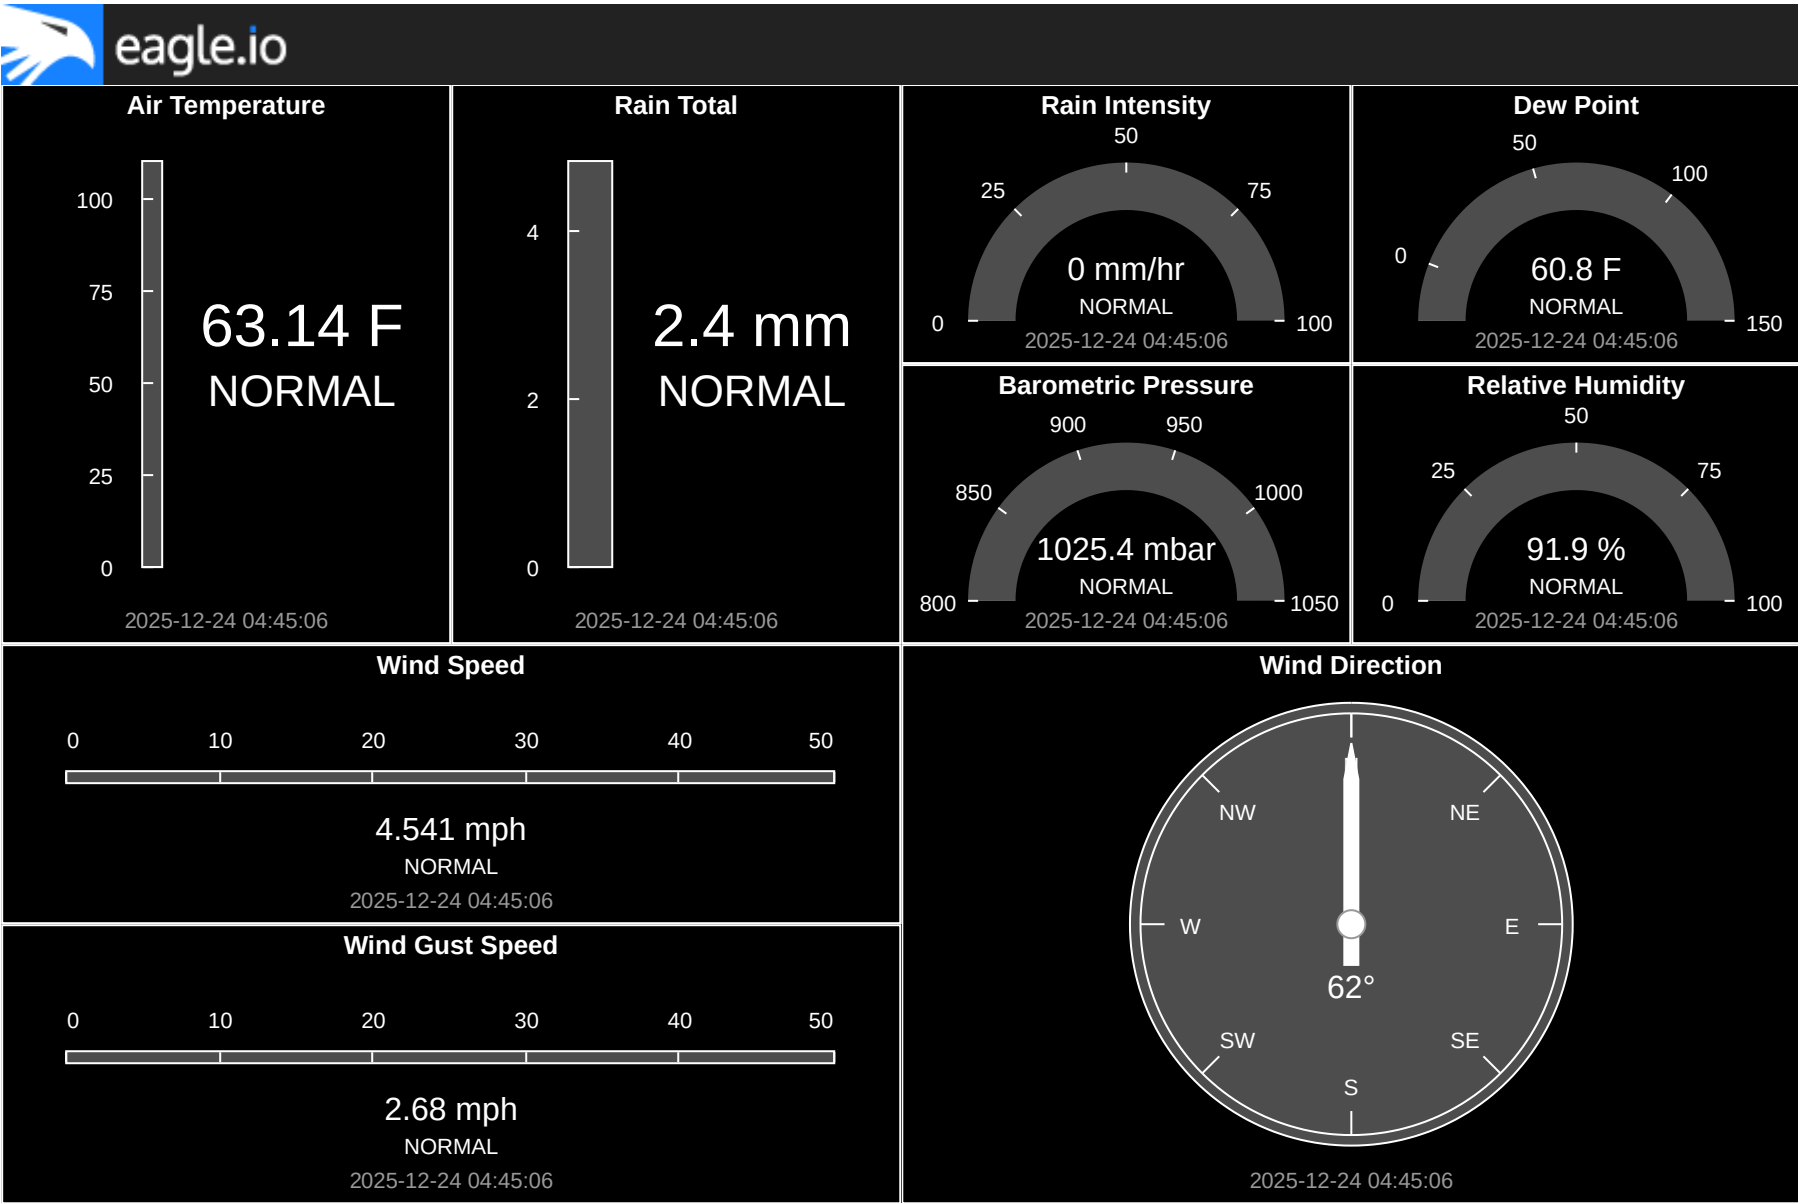 eagle.io
Air Temperature
100
75
50
25
0
63.14 F
NORMAL
2025-12-24 04:45:06
Rain Total
4
2
0
2.4 mm
NORMAL
2025-12-24 04:45:06
Rain Intensity
50
25
75
0
100
0 mm/hr
NORMAL
2025-12-24 04:45:06
Dew Point
50
100
0
150
60.8 F
NORMAL
2025-12-24 04:45:06
Barometric Pressure
900
950
850
1000
800
1050
1025.4 mbar
NORMAL
2025-12-24 04:45:06
Relative Humidity
50
25
75
0
100
91.9 %
NORMAL
2025-12-24 04:45:06
Wind Speed
0 10 20 30 40 50
4.541 mph
NORMAL
2025-12-24 04:45:06
Wind Gust Speed
0 10 20 30 40 50
2.68 mph
NORMAL
2025-12-24 04:45:06
Wind Direction
NW NE
W E
62°
SW SE
S
2025-12-24 04:45:06